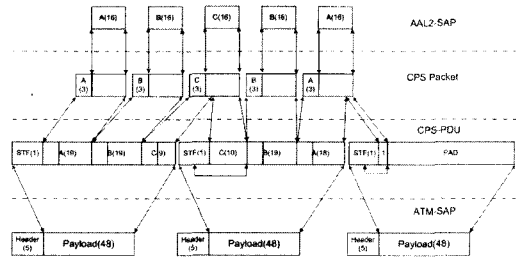 A(16) B(16) C(16) B(16) A(16) AAL2-SAP
A (3) B (3) C (3) B (3) A (3) CPS Packet
CPS-PDU
STF(1) A(19) B(19) C(9) STF(1) C(10) B(19) A(18) STF(1) 1 PAD
ATM-SAP
Header (5) Payload(48) Header (5) Payload(48) Header (5) Payload(48)